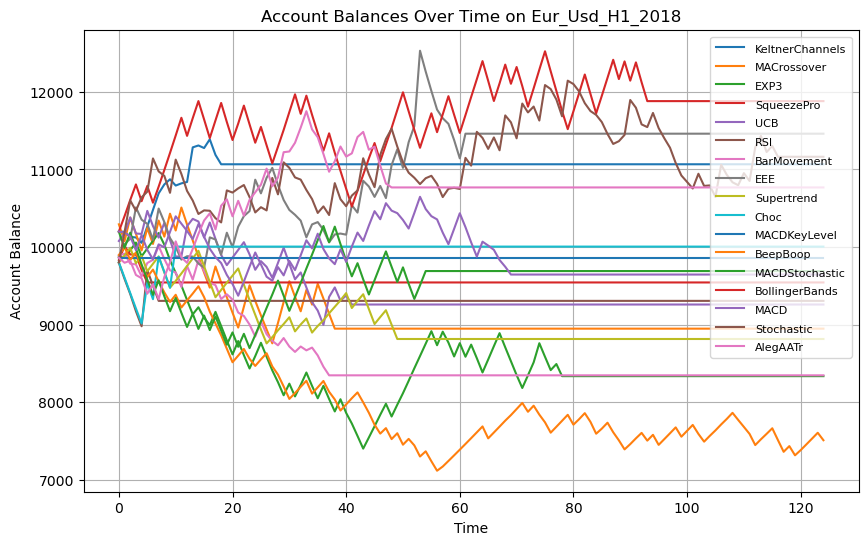 Account Balances Over Time on Eur_Usd_H1_2018
Account Balance
12000
11000
10000
9000
8000
7000
0
20
40
60
80
100
120
Time
KeltnerChannels
MACrossover
EXP3
SqueezePro
UCB
RSI
BarMovement
EEE
Supertrend
Choc
MACDKeyLevel
BeepBoop
MACDStochastic
BollingerBands
MACD
Stochastic
AlegAATr